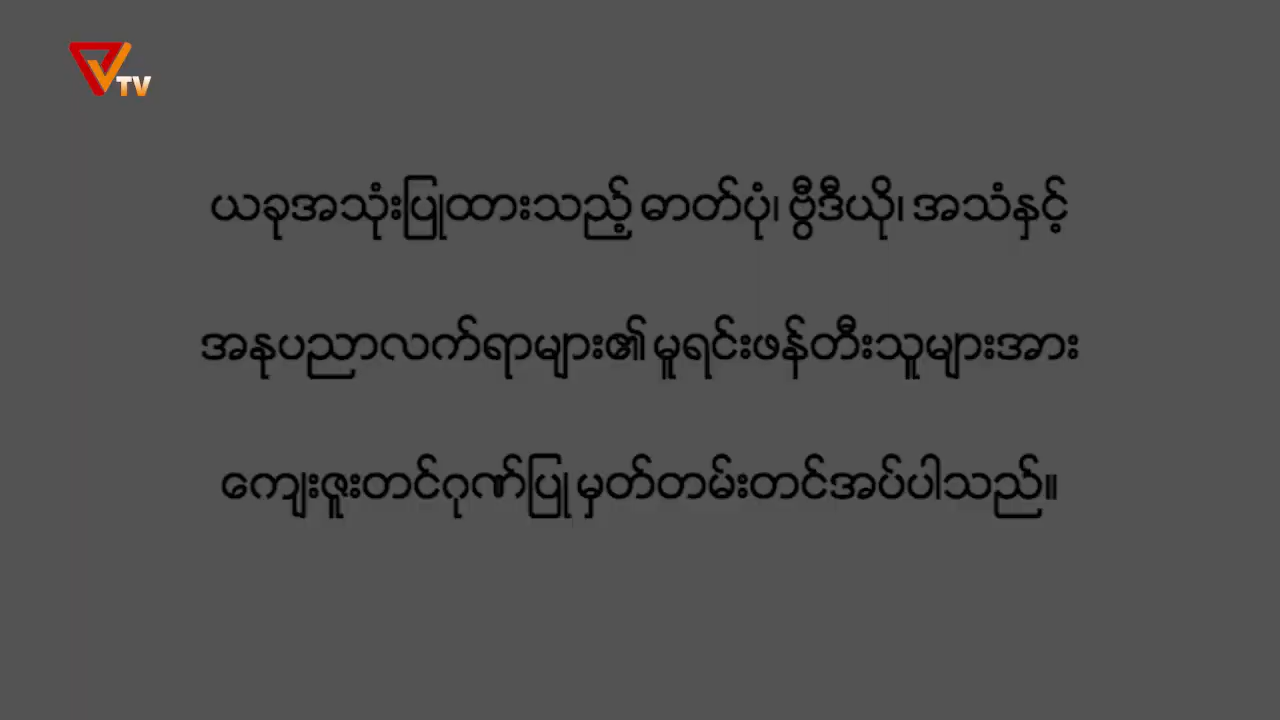 TV
ယခုအသုံးပြုထားသည့် ဓာတ်ပုံ၊ ဗွီဒီယို၊ အသံနှင့်
အနုပညာလက်ရာများ၏ မူရင်းဖန်တီးသူများအား
ကျေးဇူးတင်ဂုဏ်ပြု မှတ်တမ်းတင်အပ်ပါသည်။